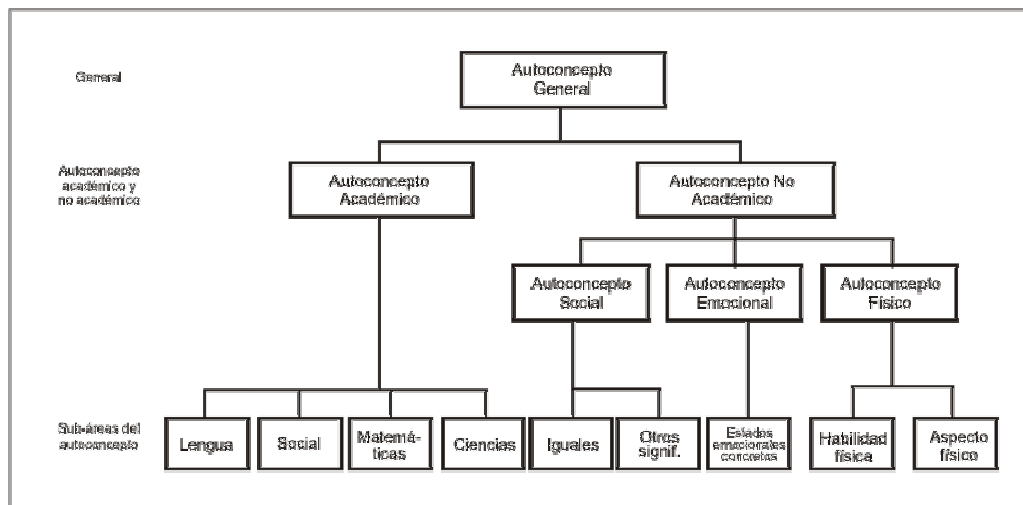 General
Autoconcepto
General
Autoconcepto
académico y
no académico
Autoconcepto
Académico
Autoconcepto No
Académico
Autoconcepto
Social
Autoconcepto
Emocional
Autoconcepto
Físico
Sub-áreas del
autoconcepto
Lengua
Social
Matemá-
ticas
Ciencias
Iguales
Otros
signif.
Estados
emocionales
concretos
Habilidad
física
Aspecto
físico